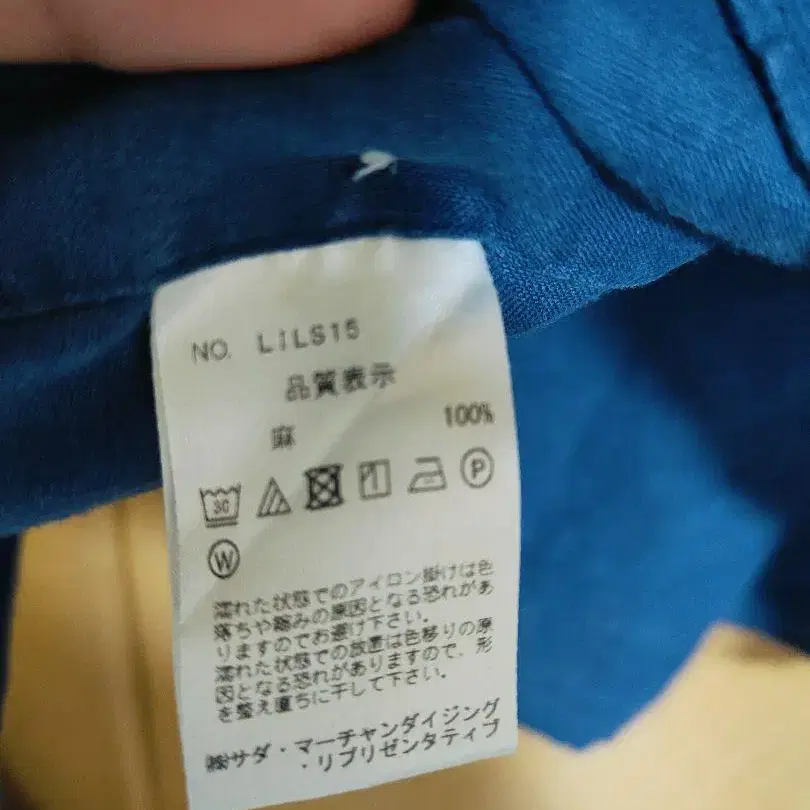 NO. LILS15
品質表示
麻 100%
30
P
W
濡れた状態でのアイロン掛けは色
落ちや縮みの原因となる恐れがあ
りますのでお避け下さい。
濡れた状態での放置は色移りの原
因となる恐れがありますので、形
を整え直ちに干して下さい。
㈱サダ・マーチャンダイジング
・リプリゼンタティブ